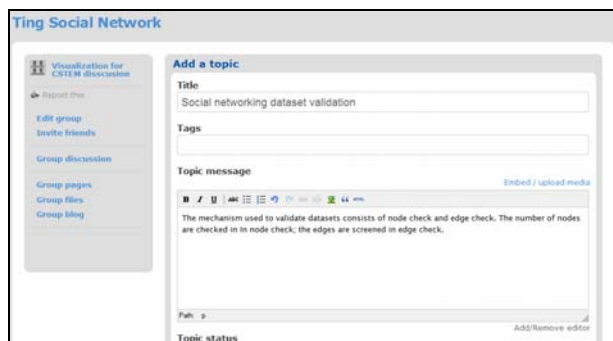 Ting Social Network
Visualization for
CSTEM disscusion
Report this
Edit group
Invite friends
Group discussion
Group pages
Group files
Group blog
Add a topic
Title
Social networking dataset validation
Tags
Topic message
Embed / upload media
B I U ABC HTML
The mechanism used to validate datasets consists of node check and edge check. The number of nodes
are checked in In node check; the edges are screened in edge check.
Path: p
Add/Remove editor
Topic status